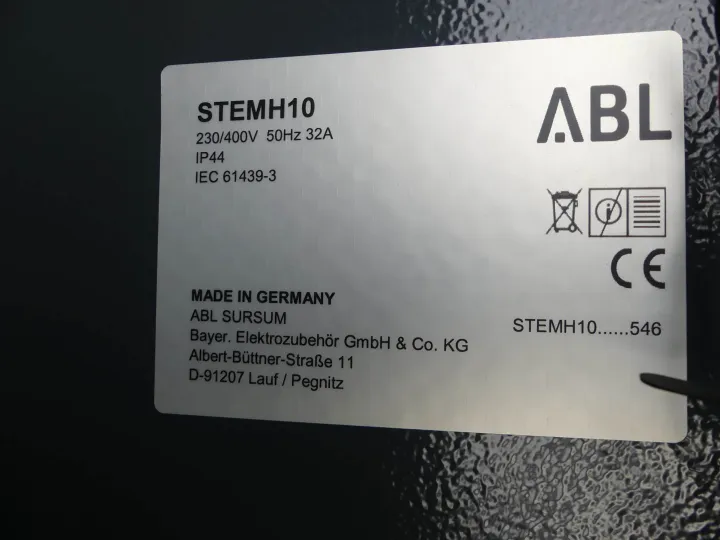 STEMH10
230/400V 50Hz 32A
IP44
IEC 61439-3
ABL
CE
MADE IN GERMANY
ABL SURSUM
Bayer. Elektrozubehör GmbH & Co. KG
Albert-Büttner-Straße 11
D-91207 Lauf / Pegnitz
STEMH10......546